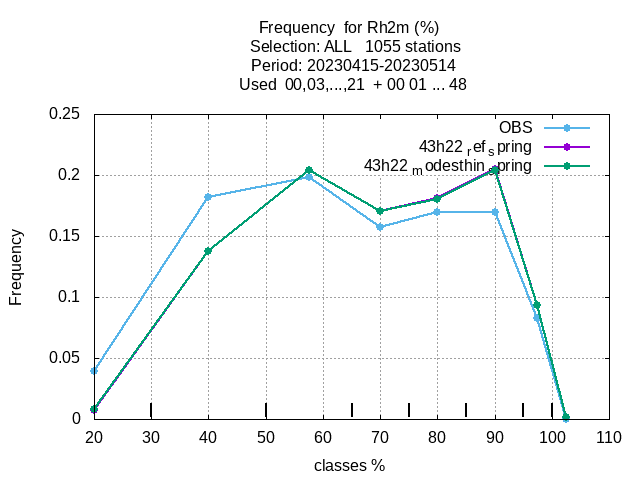 Frequency  for Rh2m (%)
Selection: ALL   1055 stations
Period: 20230415-20230514
Used  00,03,...,21  + 00 01 ... 48
0.25
0.2
0.15
0.1
0.05
0
Frequency
OBS
43h22 ref spring
43h22 modesthin spring
20 30 40 50 60 70 80 90 100 110
classes %